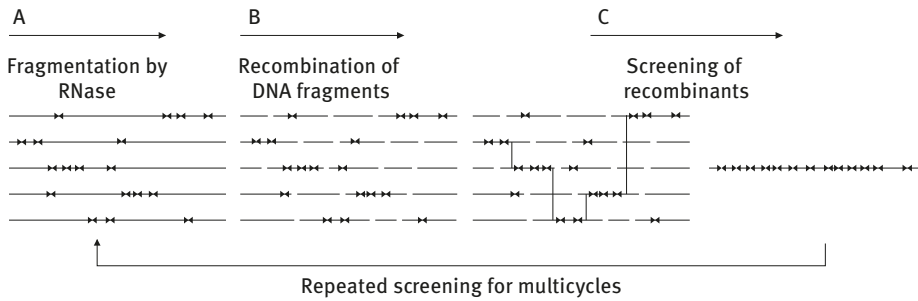 A
Fragmentation by
RNase
B
Recombination of
DNA fragments
C
Screening of
recombinants
Repeated screening for multicycles